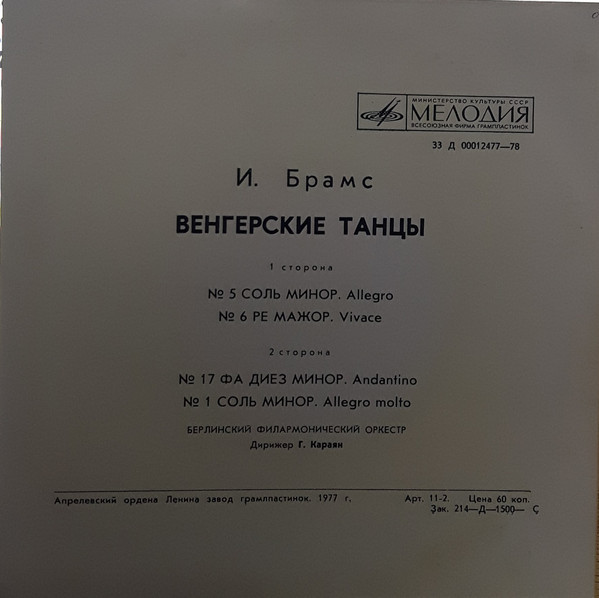 МИНИСТЕРСТВО КУЛЬТУРЫ СССР
МЕЛОДИЯ
ВСЕСОЮЗНАЯ ФИРМА ГРАМПЛАСТИНОК
33 Д 00012477—78
И. Брамс
ВЕНГЕРСКИЕ ТАНЦЫ
1 сторона
№ 5 СОЛЬ МИНОР. Allegro
№ 6 РЕ МАЖОР. Vivace
2 сторона
№ 17 ФА ДИЕЗ МИНОР. Andantino
№ 1 СОЛЬ МИНОР. Allegro molto
БЕРЛИНСКИЙ ФИЛАРМОНИЧЕСКИЙ ОРКЕСТР
Дирижер Г. Караян
Апрелевский ордена Ленина завод грампластинок. 1977 г. Арт. 11-2. Цена 60 коп.
Зак. 214—Д—1500— С